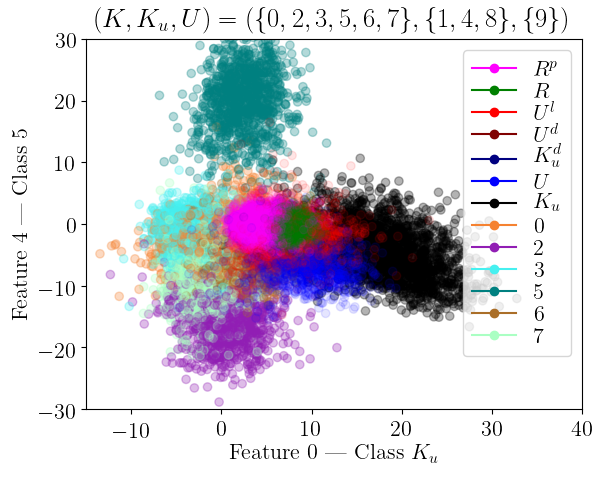 (K, K_u, U) = ({0, 2, 3, 5, 6, 7}, {1, 4, 8}, {9})
30
20
10
0
−10
−20
−30
Feature 4 — Class 5
−10
0
10
20
30
40
Feature 0 — Class K_u
R^p
R
U^l
U^d
K_u^d
U
K_u
0
2
3
5
6
7